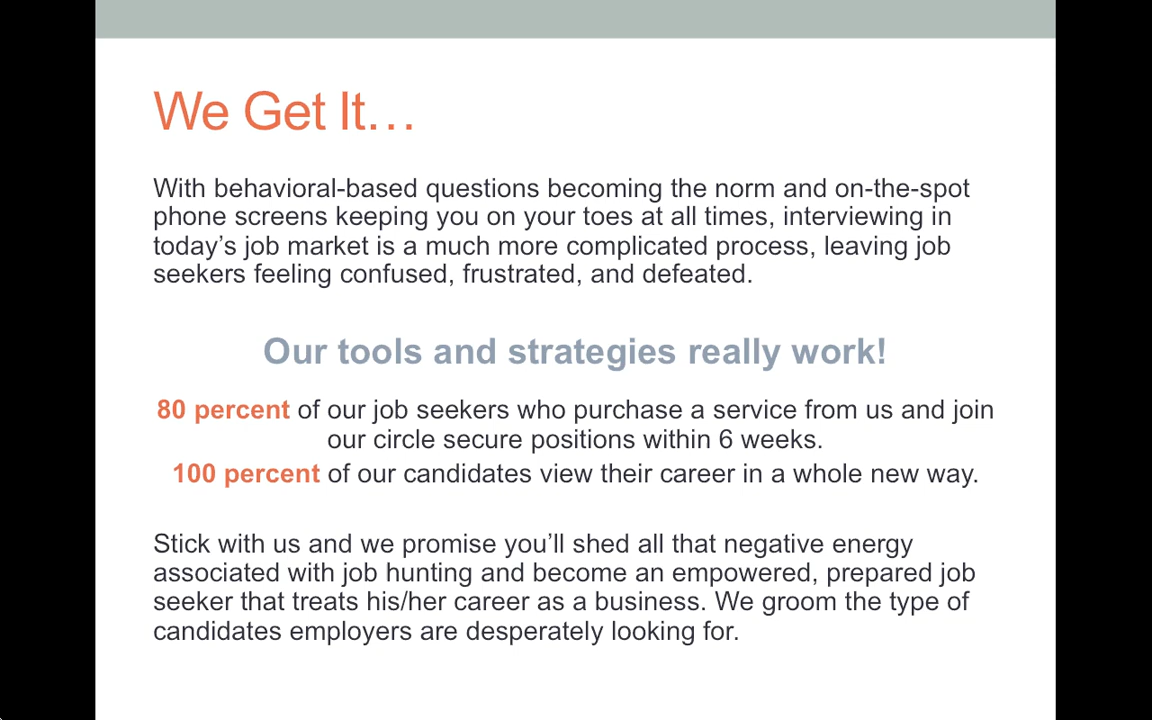 We Get It…
With behavioral-based questions becoming the norm and on-the-spot
phone screens keeping you on your toes at all times, interviewing in
today’s job market is a much more complicated process, leaving job
seekers feeling confused, frustrated, and defeated.
Our tools and strategies really work!
80 percent of our job seekers who purchase a service from us and join
our circle secure positions within 6 weeks.
100 percent of our candidates view their career in a whole new way.
Stick with us and we promise you’ll shed all that negative energy
associated with job hunting and become an empowered, prepared job
seeker that treats his/her career as a business. We groom the type of
candidates employers are desperately looking for.